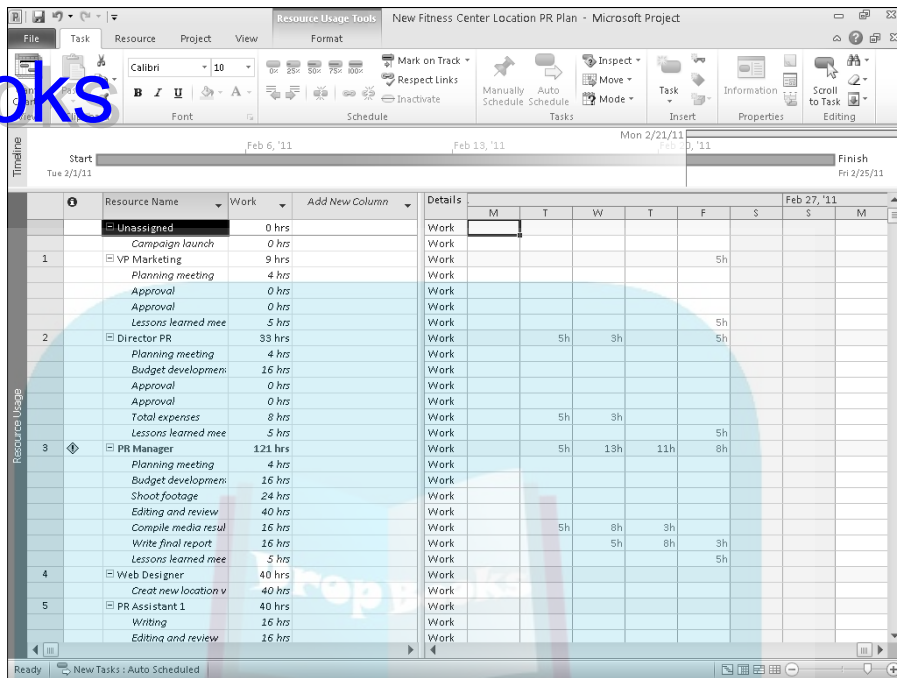 Resource Usage Tools New Fitness Center Location PR Plan - Microsoft Project
File Task Resource Project View Format
Calibri 10 0% 25% 50% 75% 100% Mark on Track Inspect
Respect Links Move
B I U A Inactivate Mode
Manually Schedule Auto Schedule Task Information Scroll to Task
Font Schedule Tasks Insert Properties Editing
ooks
Mon 2/21/11
Timeline
Feb 6, '11 Feb 13, '11 Feb 20, '11
Start Finish
Tue 2/1/11 Fri 2/25/11
Resource Name Work Add New Column Details Feb 27, '11
M T W T F S S M
Unassigned 0 hrs Work
Campaign launch 0 hrs Work
1 VP Marketing 9 hrs Work 5h
Planning meeting 4 hrs Work
Approval 0 hrs Work
Approval 0 hrs Work
Lessons learned mee 5 hrs Work 5h
2 Director PR 33 hrs Work 5h 3h 5h
Planning meeting 4 hrs Work
Budget developmen 16 hrs Work
Approval 0 hrs Work
Approval 0 hrs Work
Total expenses 8 hrs Work 5h 3h
Lessons learned mee 5 hrs Work 5h
3 PR Manager 121 hrs Work 5h 13h 11h 8h
Planning meeting 4 hrs Work
Budget developmen 16 hrs Work
Shoot footage 24 hrs Work
Editing and review 40 hrs Work
Compile media resul 16 hrs Work 5h 8h 3h
Write final report 16 hrs Work 5h 8h 3h
Lessons learned mee 5 hrs Work 5h
4 Web Designer 40 hrs Work
Creat new location v 40 hrs Work
5 PR Assistant 1 40 hrs Work
Writing 16 hrs Work
Editing and review 16 hrs Work
Resource Usage
PropBooks
Ready New Tasks : Auto Scheduled